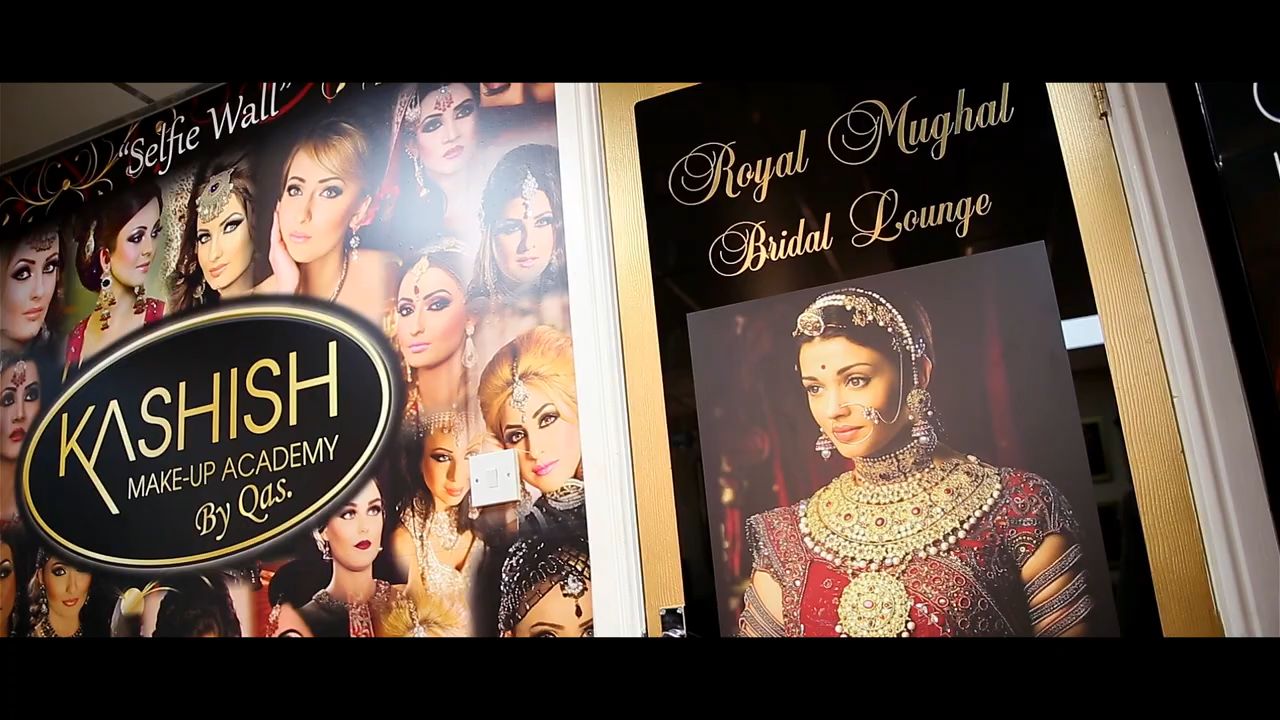 "Selfie Wall"
KASHISH
MAKE-UP ACADEMY
By Qas.
Royal Mughal
Bridal Lounge